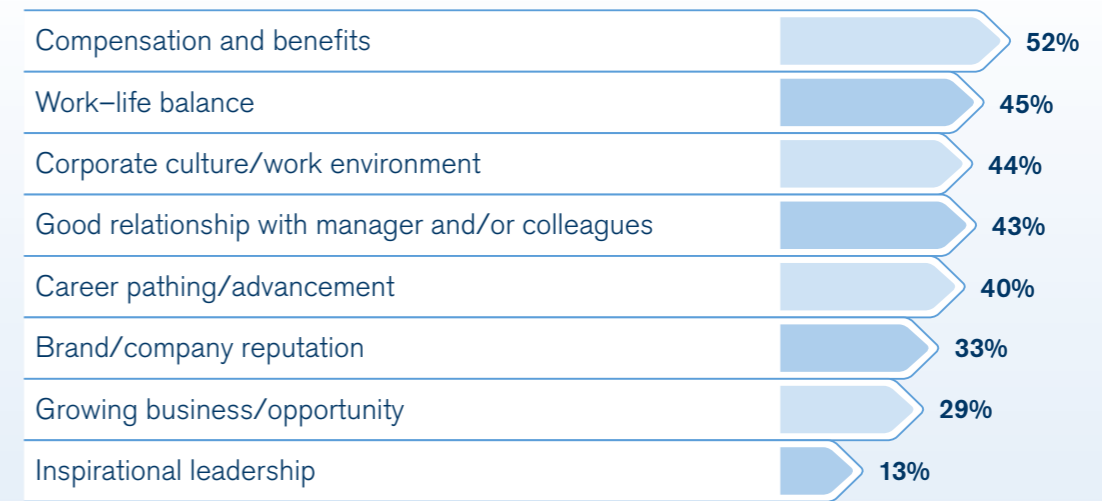 Compensation and benefits 52%
Work–life balance 45%
Corporate culture/work environment 44%
Good relationship with manager and/or colleagues 43%
Career pathing/advancement 40%
Brand/company reputation 33%
Growing business/opportunity 29%
Inspirational leadership 13%